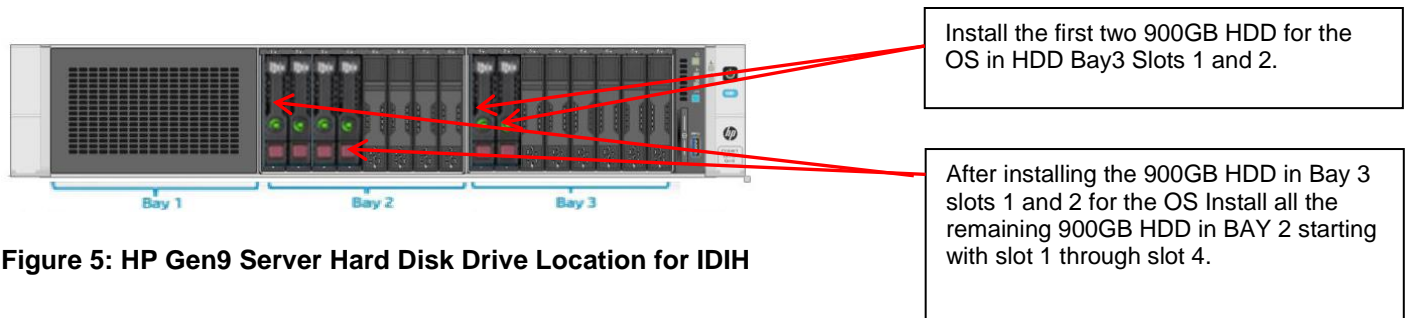 Install the first two 900GB HDD for the
OS in HDD Bay3 Slots 1 and 2.
After installing the 900GB HDD in Bay 3
slots 1 and 2 for the OS Install all the
remaining 900GB HDD in BAY 2 starting
with slot 1 through slot 4.
Bay 1
Bay 2
Bay 3
Figure 5: HP Gen9 Server Hard Disk Drive Location for IDIH